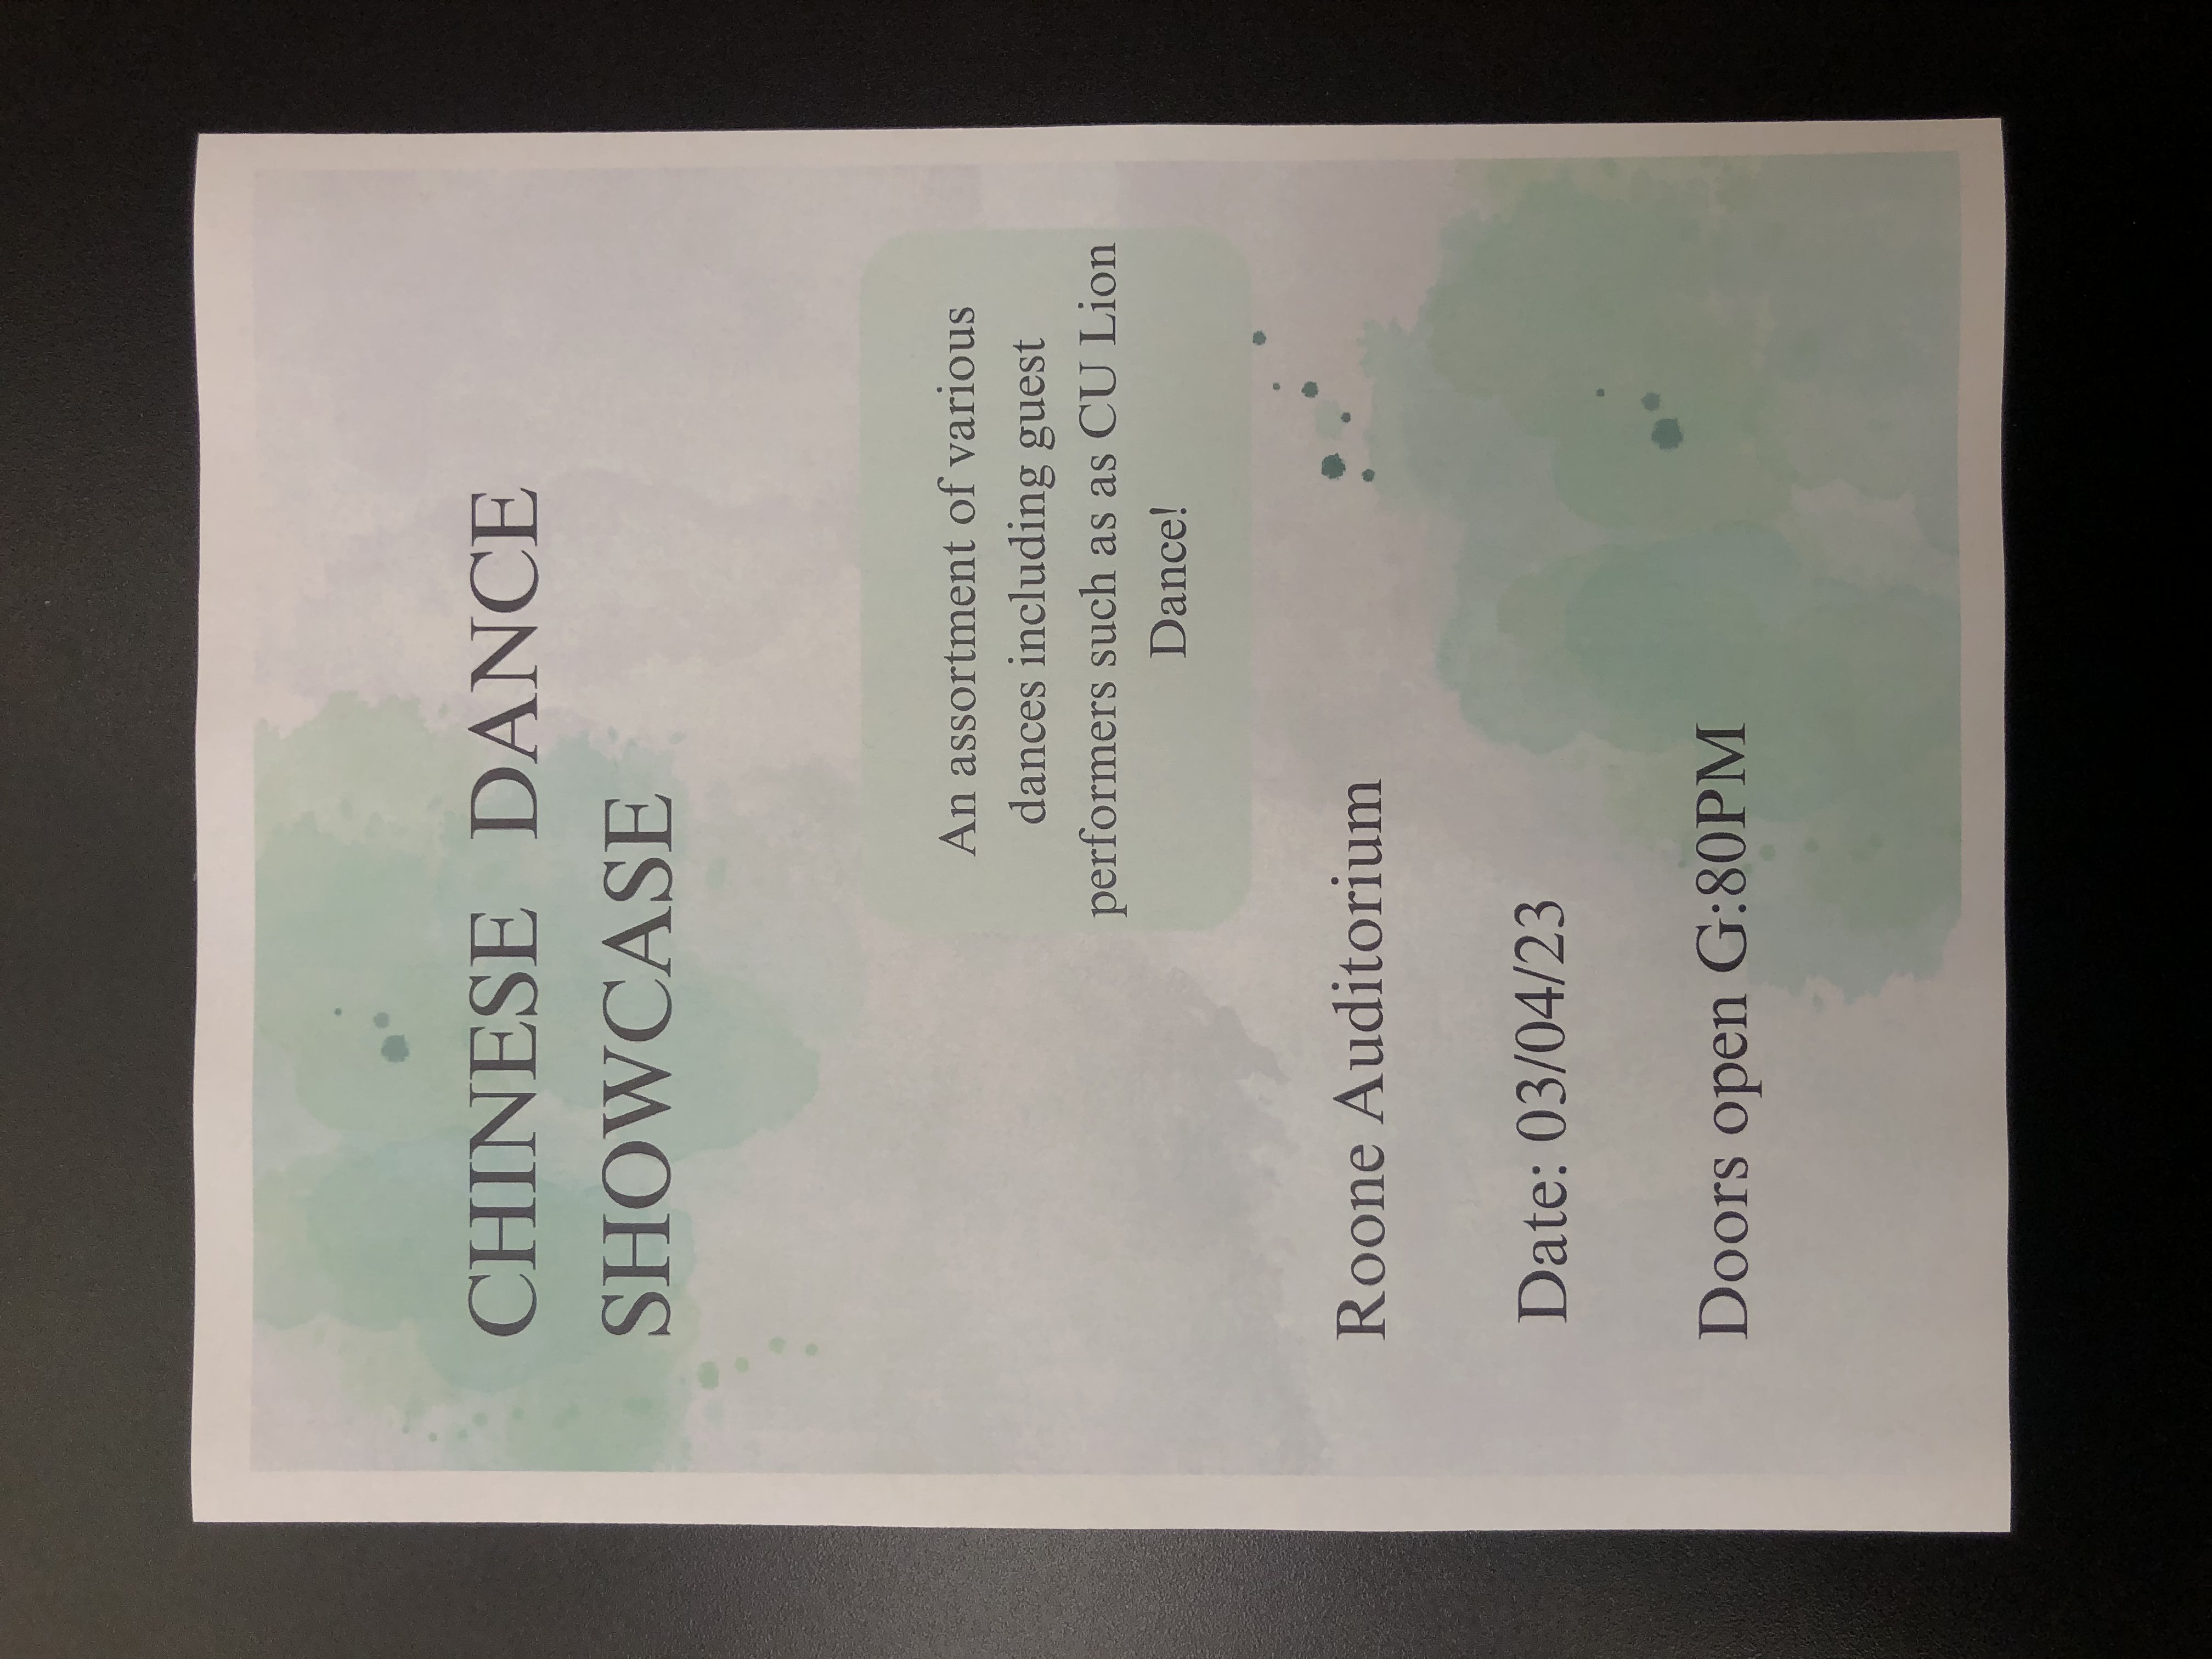 CHINESE DANCE
SHOWCASE
An assortment of various
dances including guest
performers such as as CU Lion
Dance!
Roone Auditorium
Date: 03/04/23
Doors open G:80PM